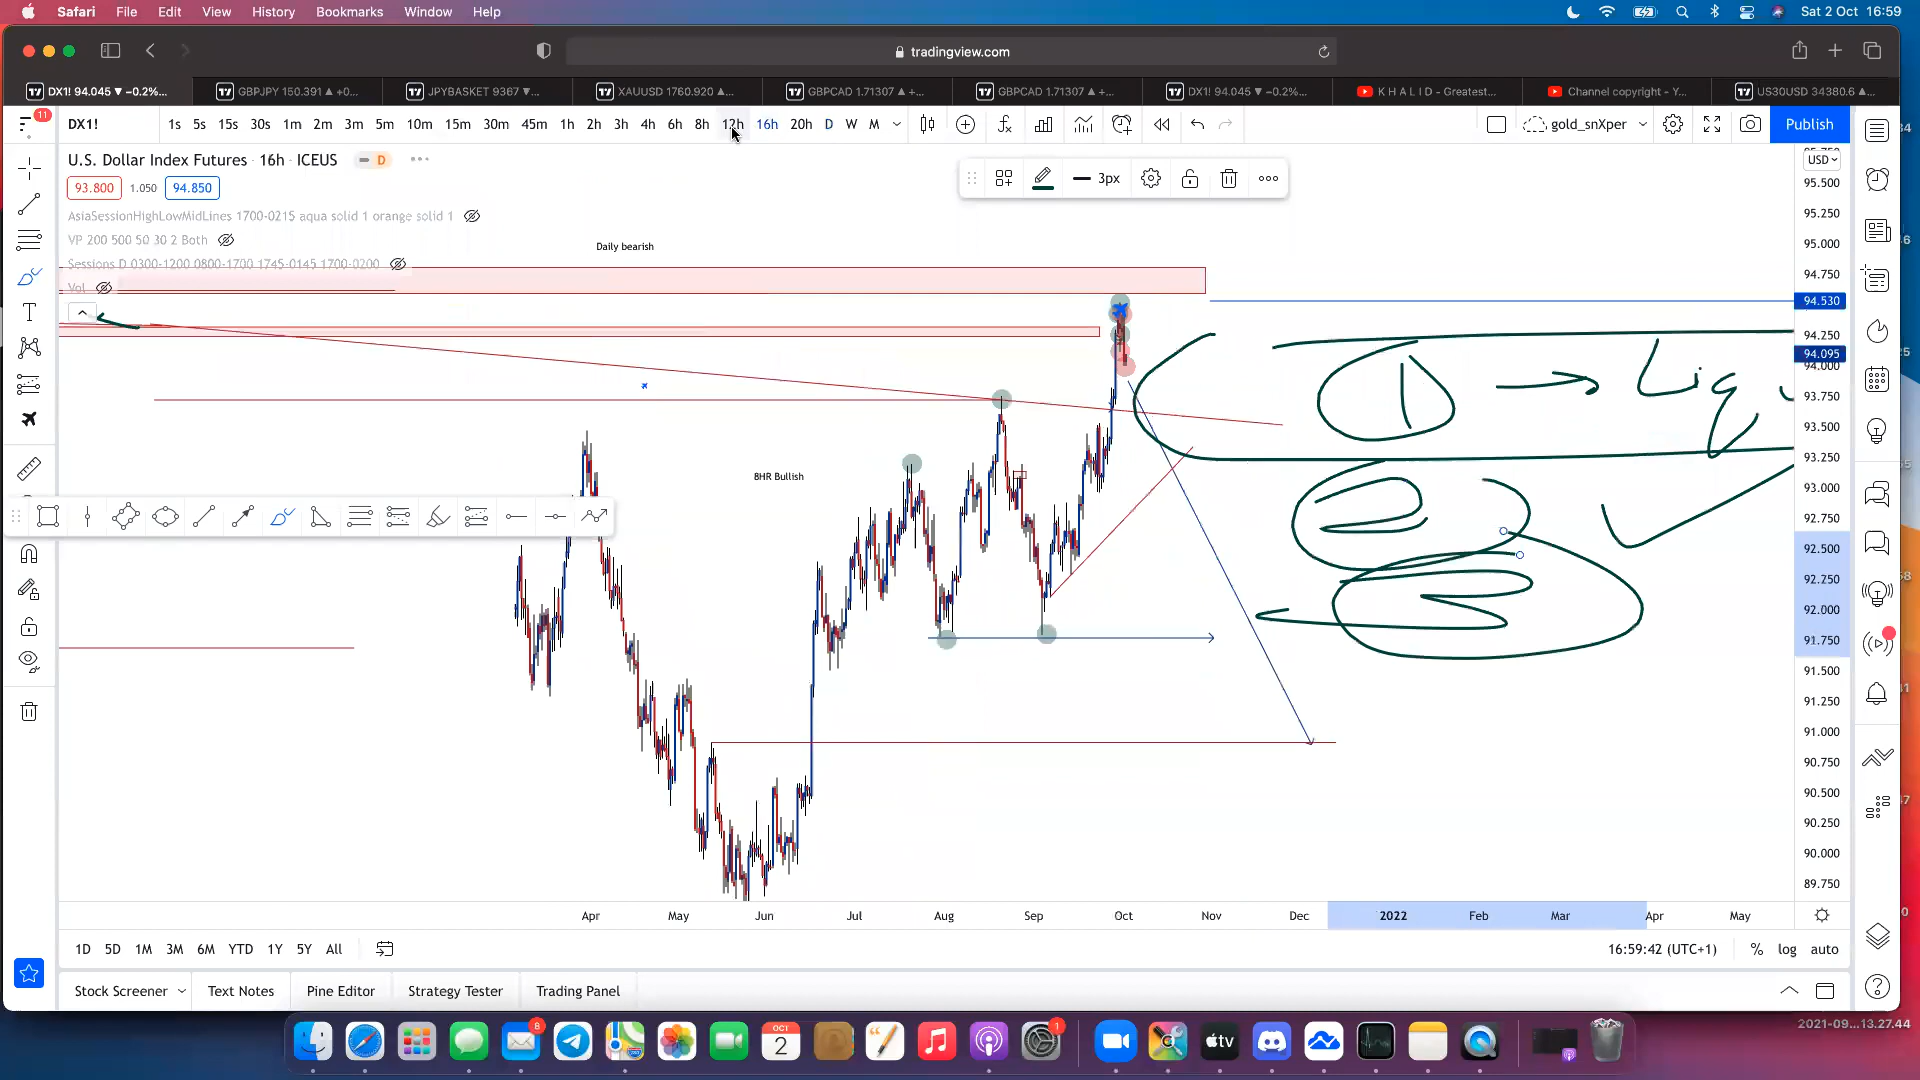 Safari File Edit View History Bookmarks Window Help Sat 2 Oct 16:59
tradingview.com
DX1! 94.045 ▼ −0.2%... GBPJPY 150.391 ▲ +0... JPYBASKET 9367 ▼... XAUUSD 1760.920 ▲... GBPCAD 1.71307 ▲ +... GBPCAD 1.71307 ▲ +... DX1! 94.045 ▼ −0.2%... K H A L I D - Greatest... Channel copyright - Y... US30USD 34380.6 ▲...
11
DX1! 1s 5s 15s 30s 1m 2m 3m 5m 10m 15m 30m 45m 1h 2h 3h 4h 6h 8h 12h 16h 20h D W M gold_snXper Publish
U.S. Dollar Index Futures · 16h · ICEUS D
USD
3px
93.800 1.050 94.850
AsiaSessionHighLowMidLines 1700-0215 aqua solid 1 orange solid 1
VP 200 500 50 30 2 Both
Sessions D 0300-1200 0800-1700 1745-0145 1700-0200
Vol
Daily bearish
8HR Bullish
1 → Liq
2
3
95.500
95.250
95.000
94.750
94.530
94.250
94.095
94.000
93.750
93.500
93.250
93.000
92.750
92.500
92.250
92.000
91.750
91.500
91.250
91.000
90.750
90.500
90.250
90.000
89.750
Apr May Jun Jul Aug Sep Oct Nov Dec 2022 Feb Mar Apr May
1D 5D 1M 3M 6M YTD 1Y 5Y All 16:59:42 (UTC+1) % log auto
Stock Screener Text Notes Pine Editor Strategy Tester Trading Panel
2021-09...13.27.44
8
OCT
2
1
tv